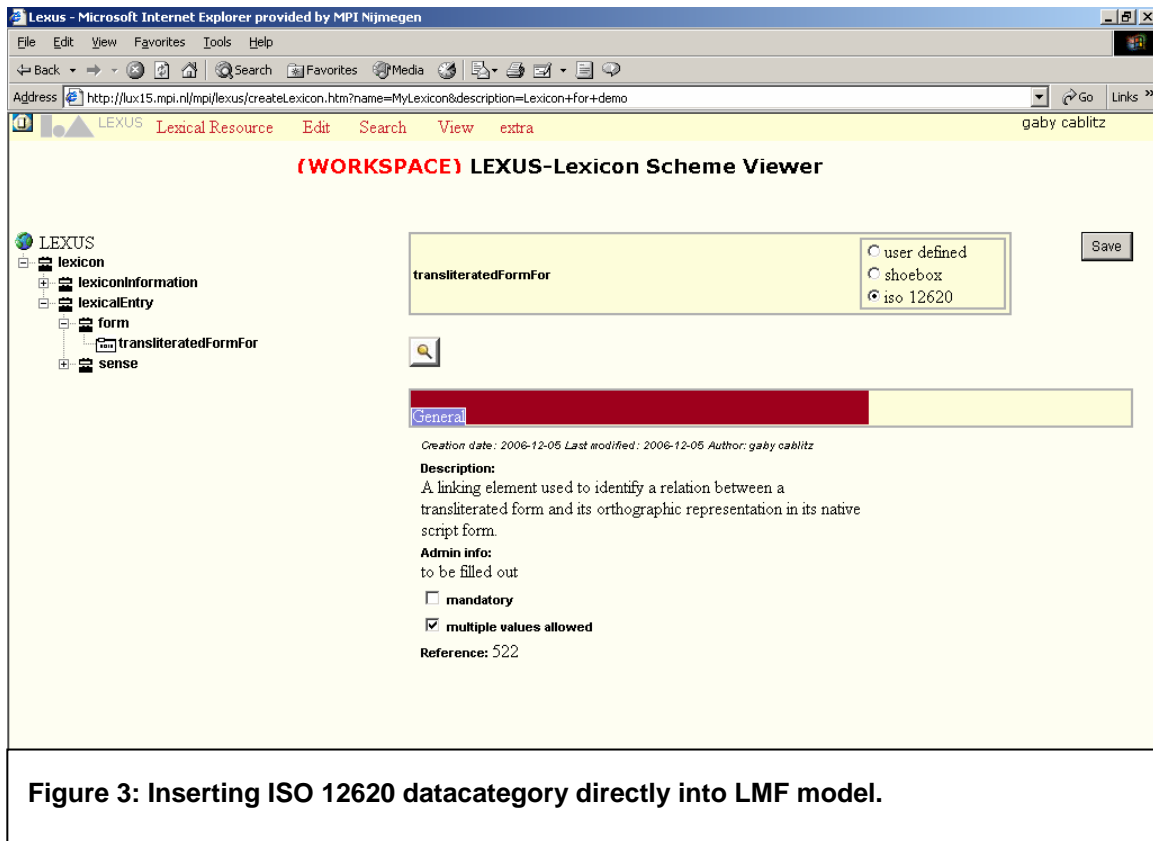 Lexus - Microsoft Internet Explorer provided by MPI Nijmegen
File Edit View Favorites Tools Help
Back Search Favorites Media
Address http://lux15.mpi.nl/mpi/lexus/createLexicon.htm?name=MyLexicon&description=Lexicon+for+demo Go Links »
LEXUS Lexical Resource Edit Search View extra gaby cablitz
(WORKSPACE) LEXUS-Lexicon Scheme Viewer
LEXUS
lexicon
lexiconInformation
lexicalEntry
form
transliteratedFormFor
sense
transliteratedFormFor
user defined
shoebox
iso 12620
Save
General
Creation date: 2006-12-05 Last modified: 2006-12-05 Author: gaby cablitz
Description:
A linking element used to identify a relation between a
transliterated form and its orthographic representation in its native
script form.
Admin info:
to be filled out
mandatory
multiple values allowed
Reference: 522
Figure 3: Inserting ISO 12620 datacategory directly into LMF model.